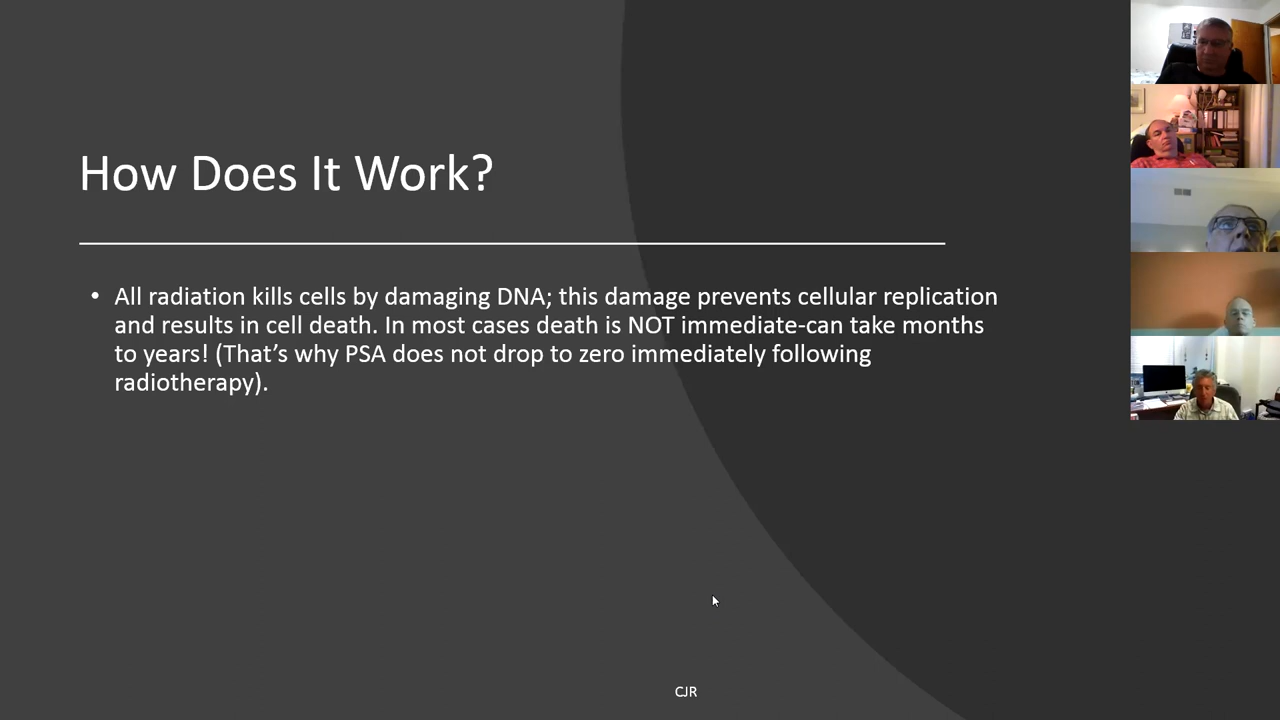 How Does It Work?
• All radiation kills cells by damaging DNA; this damage prevents cellular replication
and results in cell death. In most cases death is NOT immediate-can take months
to years! (That’s why PSA does not drop to zero immediately following
radiotherapy).
CJR